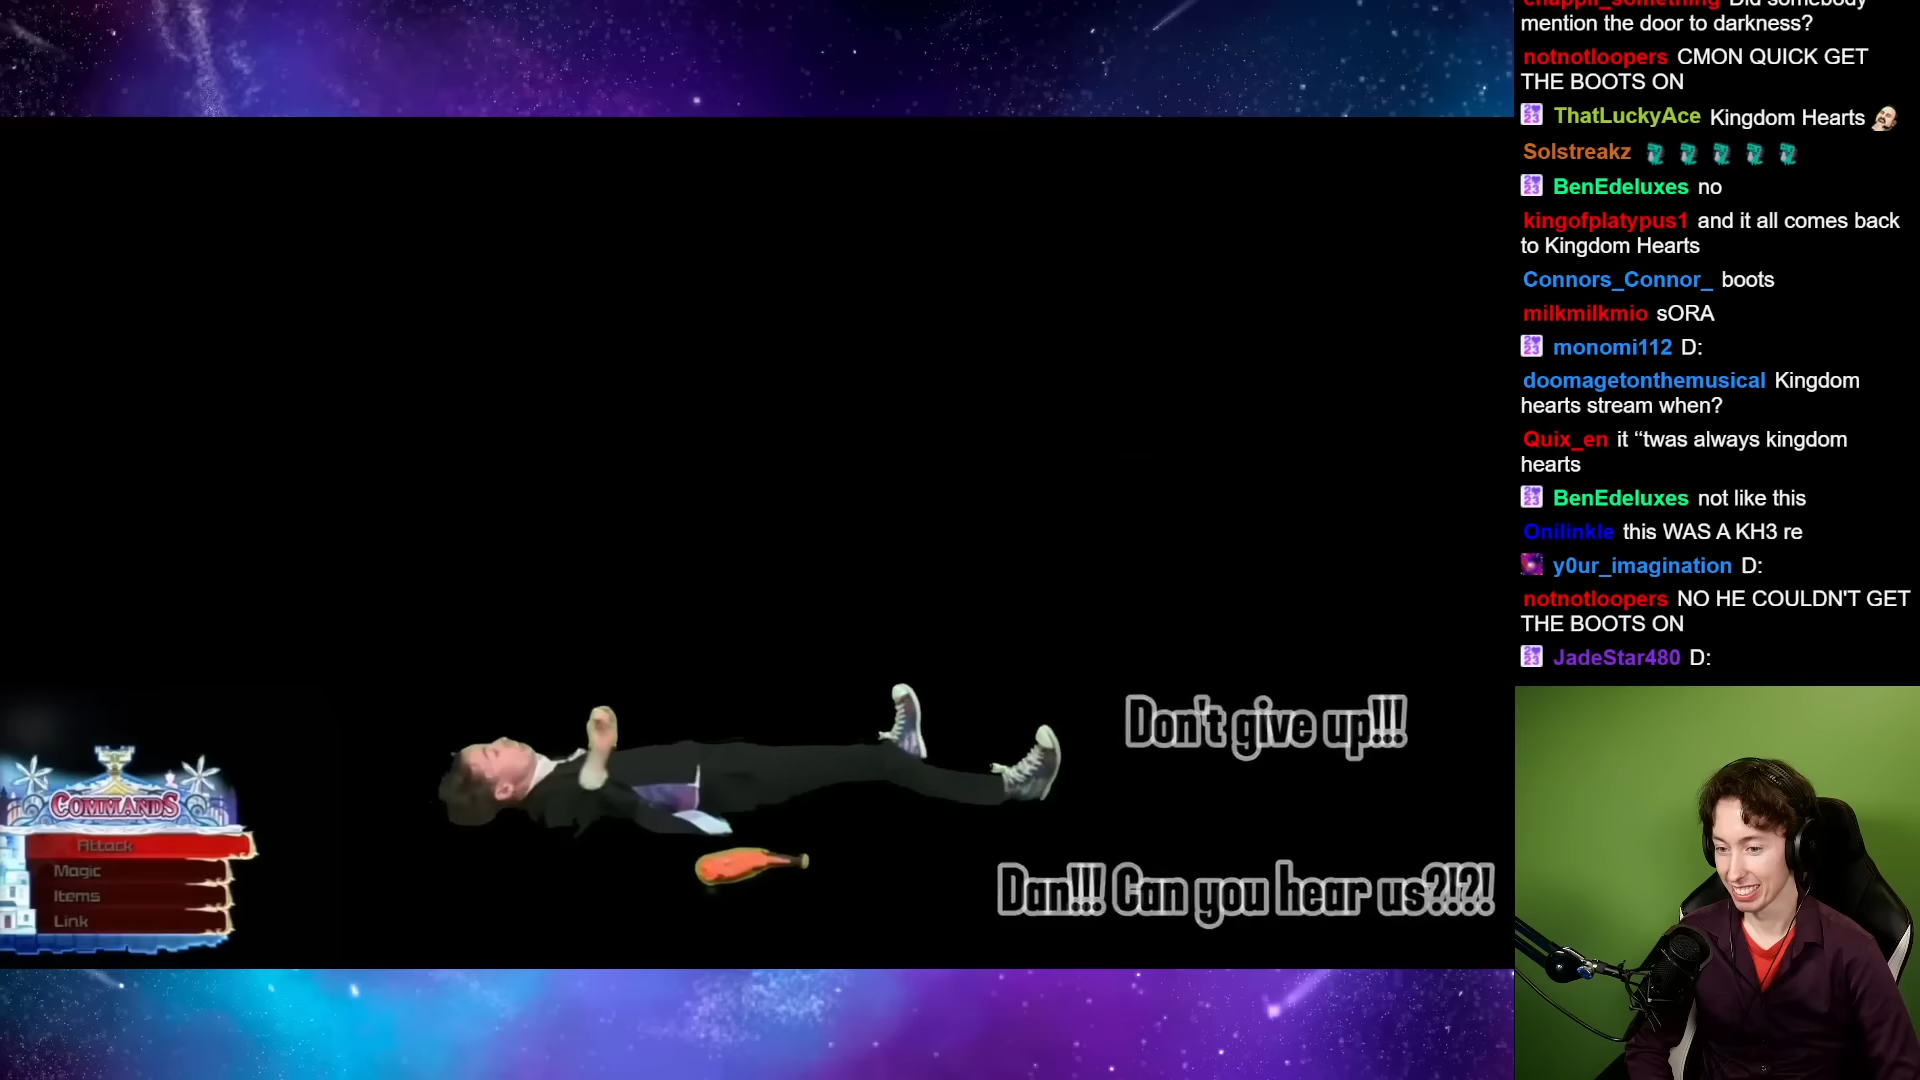 chappil_something Did somebody
mention the door to darkness?
notnotloopers CMON QUICK GET
THE BOOTS ON
ThatLuckyAce Kingdom Hearts
Solstreakz
BenEdeluxes no
kingofplatypus1 and it all comes back
to Kingdom Hearts
Connors_Connor_ boots
milkmilkmio sORA
monomi112 D:
doomagetonthemusical Kingdom
hearts stream when?
Quix_en it “twas always kingdom
hearts
BenEdeluxes not like this
Onilinkle this WAS A KH3 re
y0ur_imagination D:
notnotloopers NO HE COULDN'T GET
THE BOOTS ON
JadeStar480 D:
Don't give up!!!
Dan!!! Can you hear us?!?!
COMMANDS
Attack
Magic
Items
Link